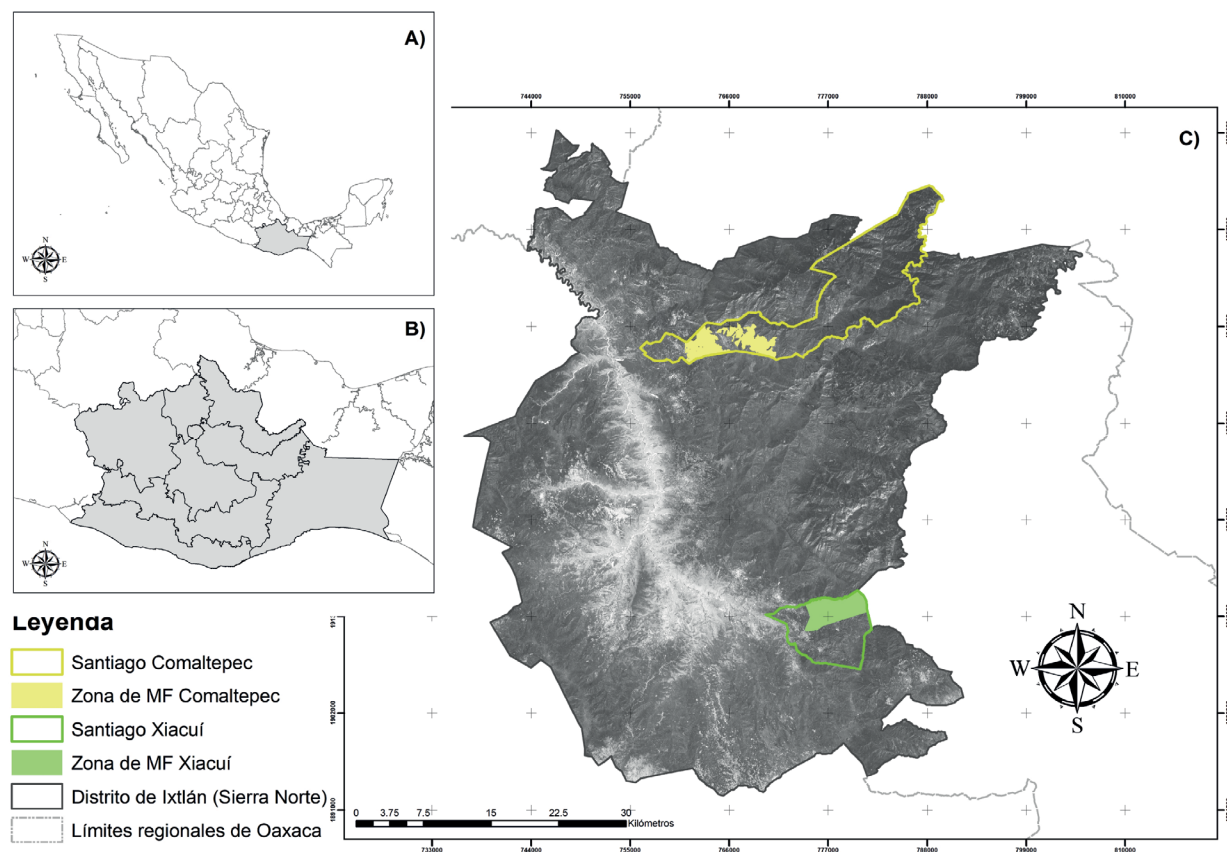 A)
N
W E
S
B)
N
W E
S
C)
744000 755000 766000 777000 788000 799000 810000
N
W E
S
Leyenda
Santiago Comaltepec
Zona de MF Comaltepec
Santiago Xiacuí
Zona de MF Xiacuí
Distrito de Ixtlán (Sierra Norte)
Límites regionales de Oaxaca
1902000
0 3.75 7.5 15 22.5 30
Kilómetros
733000 744000 755000 766000 777000 788000 799000 810000